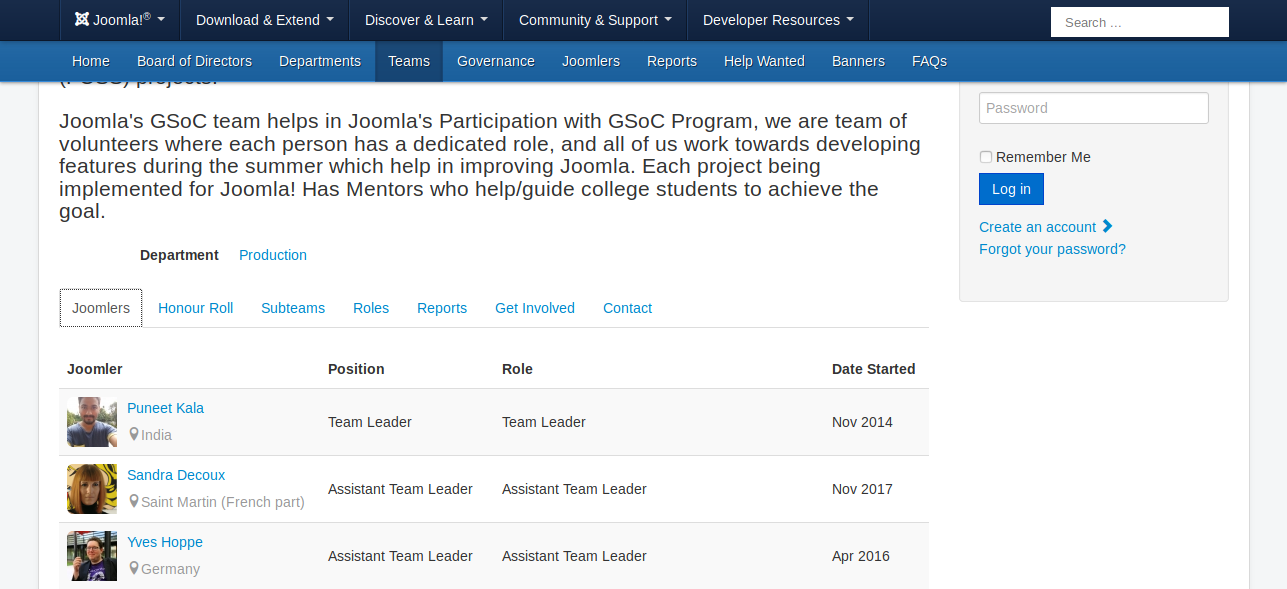 Joomla!® Download & Extend Discover & Learn Community & Support Developer Resources Search ...
Home Board of Directors Departments Teams Governance Joomlers Reports Help Wanted Banners FAQs
(FOSS) projects.
Joomla's GSoC team helps in Joomla's Participation with GSoC Program, we are team of
volunteers where each person has a dedicated role, and all of us work towards developing
features during the summer which help in improving Joomla. Each project being
implemented for Joomla! Has Mentors who help/guide college students to achieve the
goal.
Password
Remember Me
Log in
Create an account
Forgot your password?
Department Production
Joomlers Honour Roll Subteams Roles Reports Get Involved Contact
Joomler Position Role Date Started
Puneet Kala
India
Team Leader Team Leader Nov 2014
Sandra Decoux
Saint Martin (French part)
Assistant Team Leader Assistant Team Leader Nov 2017
Yves Hoppe
Germany
Assistant Team Leader Assistant Team Leader Apr 2016